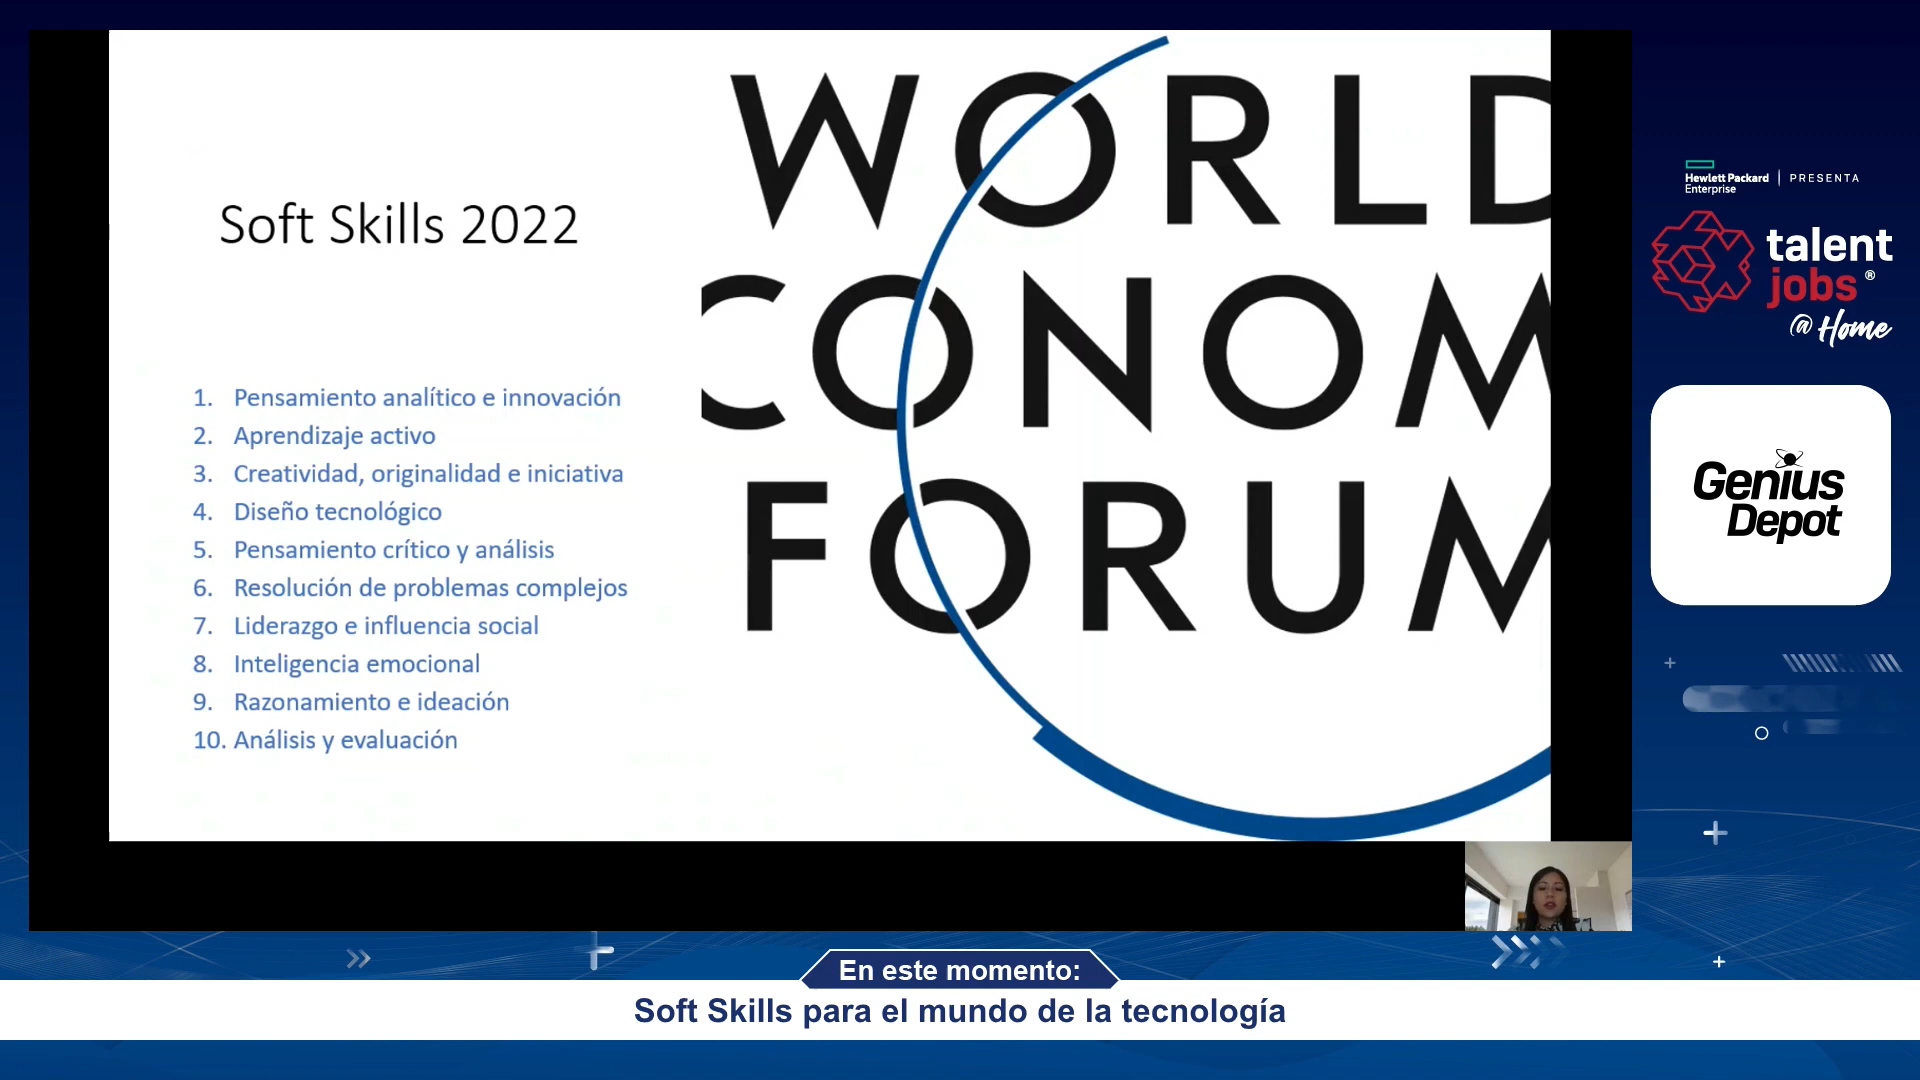 Soft Skills 2022
1. Pensamiento analítico e innovación
2. Aprendizaje activo
3. Creatividad, originalidad e iniciativa
4. Diseño tecnológico
5. Pensamiento crítico y análisis
6. Resolución de problemas complejos
7. Liderazgo e influencia social
8. Inteligencia emocional
9. Razonamiento e ideación
10. Análisis y evaluación
WORLD
CONOM
FORUM
Hewlett Packard
Enterprise
PRESENTA
talent
jobs®
@Home
Genius
Depot
En este momento:
Soft Skills para el mundo de la tecnología